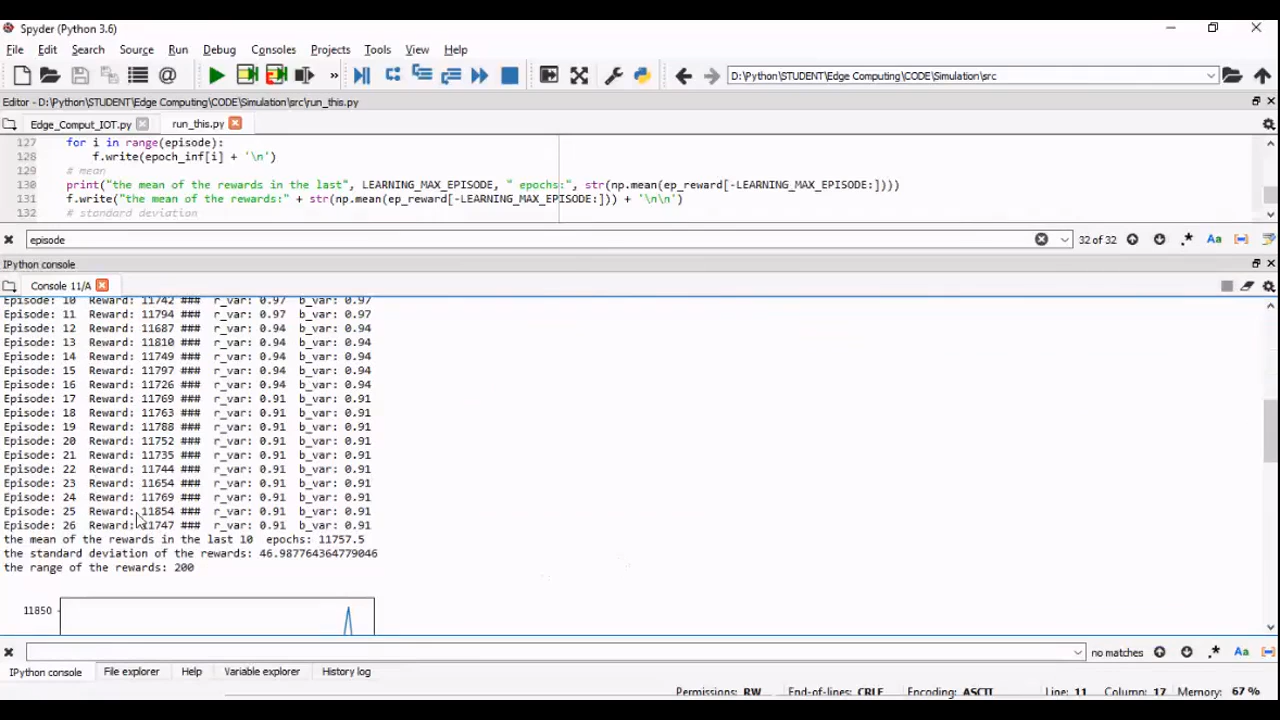 Spyder (Python 3.6)
File Edit Search Source Run Debug Consoles Projects Tools View Help
D:\Python\STUDENT\Edge Computing\CODE\Simulation\src
Editor - D:\Python\STUDENT\Edge Computing\CODE\Simulation\src\run_this.py
Edge_Comput_IOT.py run_this.py
127 for i in range(episode):
128 f.write(epoch_inf[i] + '\n')
129 # mean
130 print("the mean of the rewards in the last", LEARNING_MAX_EPISODE, " epochs:", str(np.mean(ep_reward[-LEARNING_MAX_EPISODE:])))
131 f.write("the mean of the rewards:" + str(np.mean(ep_reward[-LEARNING_MAX_EPISODE:])) + '\n\n')
132 # standard deviation
episode 32 of 32 .* Aa
IPython console
Console 11/A
Episode: 10 Reward: 11742 ### r_var: 0.97 b_var: 0.97
Episode: 11 Reward: 11794 ### r_var: 0.97 b_var: 0.97
Episode: 12 Reward: 11687 ### r_var: 0.94 b_var: 0.94
Episode: 13 Reward: 11810 ### r_var: 0.94 b_var: 0.94
Episode: 14 Reward: 11749 ### r_var: 0.94 b_var: 0.94
Episode: 15 Reward: 11797 ### r_var: 0.94 b_var: 0.94
Episode: 16 Reward: 11726 ### r_var: 0.94 b_var: 0.94
Episode: 17 Reward: 11769 ### r_var: 0.91 b_var: 0.91
Episode: 18 Reward: 11763 ### r_var: 0.91 b_var: 0.91
Episode: 19 Reward: 11788 ### r_var: 0.91 b_var: 0.91
Episode: 20 Reward: 11752 ### r_var: 0.91 b_var: 0.91
Episode: 21 Reward: 11735 ### r_var: 0.91 b_var: 0.91
Episode: 22 Reward: 11744 ### r_var: 0.91 b_var: 0.91
Episode: 23 Reward: 11654 ### r_var: 0.91 b_var: 0.91
Episode: 24 Reward: 11769 ### r_var: 0.91 b_var: 0.91
Episode: 25 Reward: 11854 ### r_var: 0.91 b_var: 0.91
Episode: 26 Reward: 11747 ### r_var: 0.91 b_var: 0.91
the mean of the rewards in the last 10 epochs: 11757.5
the standard deviation of the rewards: 46.987764364779046
the range of the rewards: 200
11850
no matches .* Aa
IPython console File explorer Help Variable explorer History log
Permissions: RW End-of-lines: CRLF Encoding: ASCII Line: 11 Column: 17 Memory: 67 %